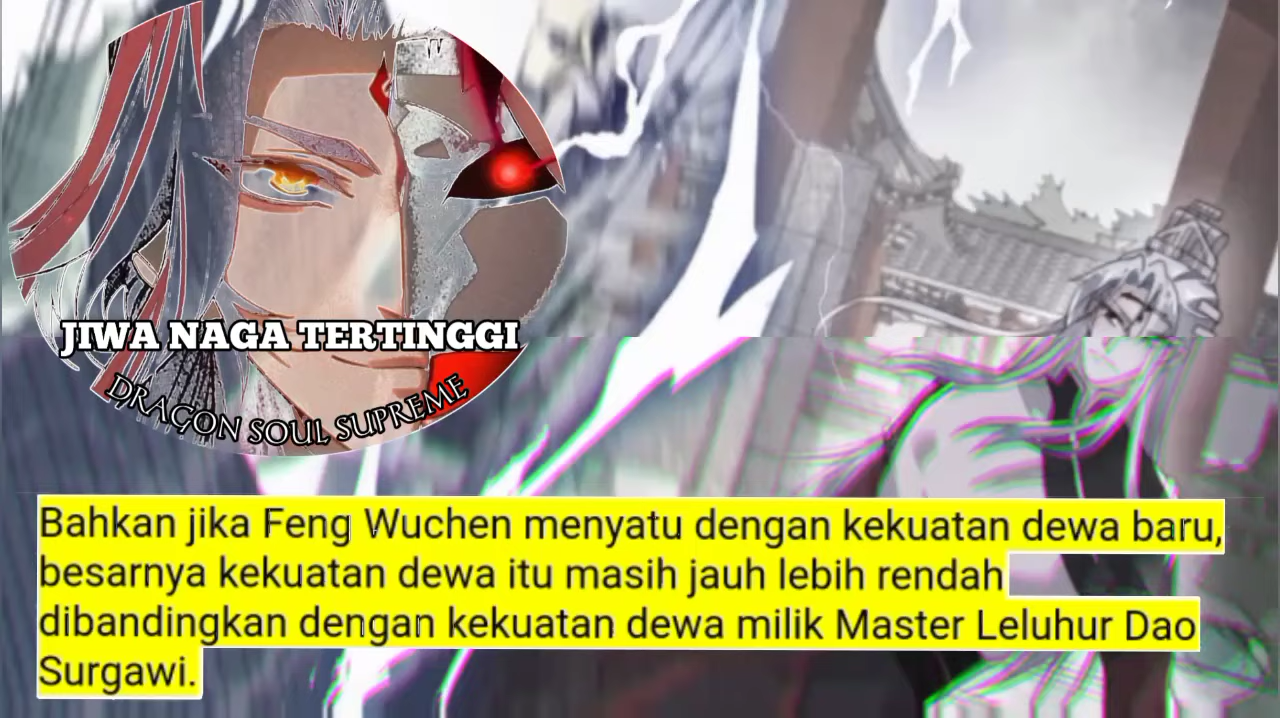 JIWA NAGA TERTINGGI
DRAGON SOUL SUPREME
Bahkan jika Feng Wuchen menyatu dengan kekuatan dewa baru,
besarnya kekuatan dewa itu masih jauh lebih rendah
dibandingkan dengan kekuatan dewa milik Master Leluhur Dao
Surgawi.